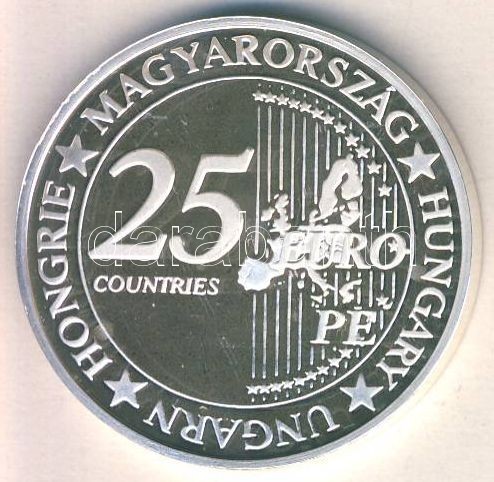 ★ MAGYARORSZÁG ★ HUNGARY ★ UNGARN ★ HONGRIE
25
COUNTRIES
EURO
PE
darabanth